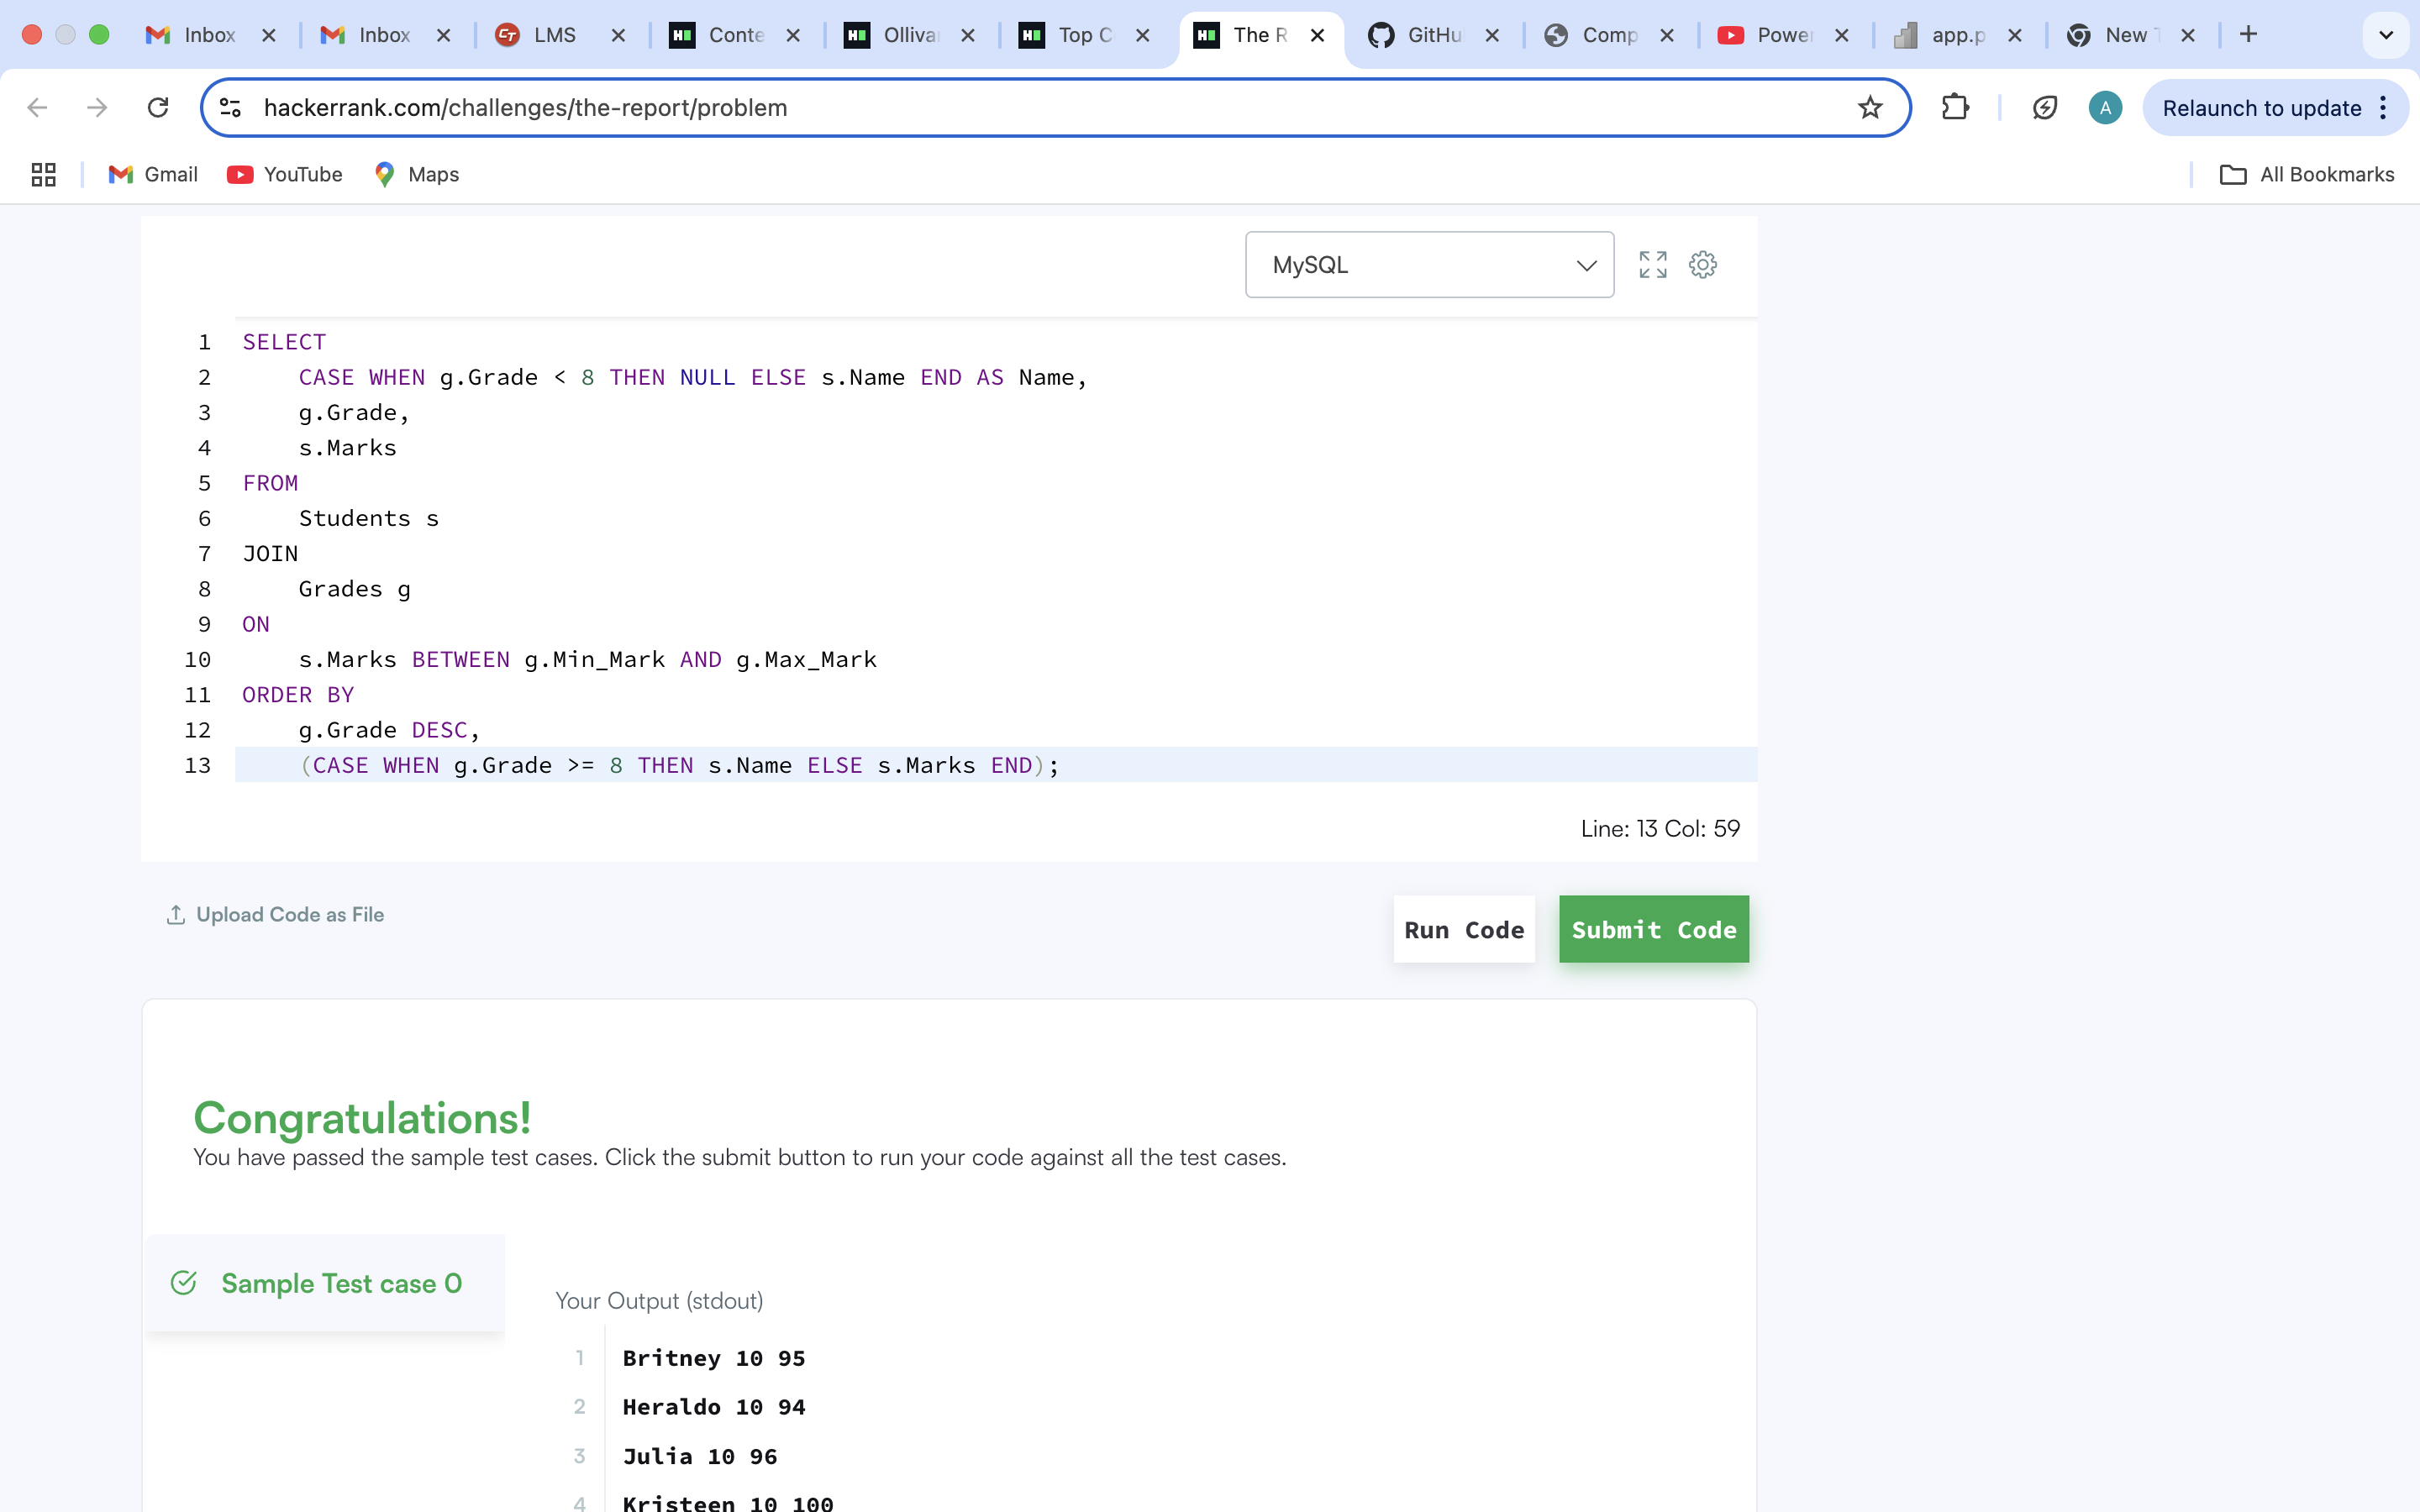 Inbox
Inbox
LMS
Conte
Olliva
Top C
The R
GitHu
Comp
Power
app.p
New T
hackerrank.com/challenges/the-report/problem
A
Relaunch to update
Gmail
YouTube
Maps
All Bookmarks
MySQL
1 SELECT
2 CASE WHEN g.Grade < 8 THEN NULL ELSE s.Name END AS Name,
3 g.Grade,
4 s.Marks
5 FROM
6 Students s
7 JOIN
8 Grades g
9 ON
10 s.Marks BETWEEN g.Min_Mark AND g.Max_Mark
11 ORDER BY
12 g.Grade DESC,
13 (CASE WHEN g.Grade >= 8 THEN s.Name ELSE s.Marks END);
Line: 13 Col: 59
Upload Code as File
Run Code
Submit Code
Congratulations!
You have passed the sample test cases. Click the submit button to run your code against all the test cases.
Sample Test case 0
Your Output (stdout)
1 Britney 10 95
2 Heraldo 10 94
3 Julia 10 96
4 Kristeen 10 100